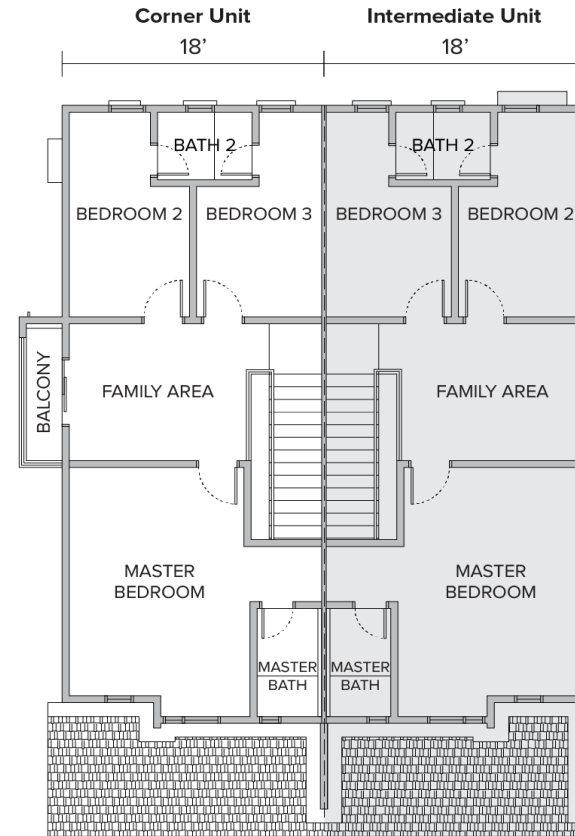 Corner Unit
Intermediate Unit
18’
18’
BATH 2
BATH 2
BEDROOM 2
BEDROOM 3
BEDROOM 3
BEDROOM 2
BALCONY
FAMILY AREA
FAMILY AREA
MASTER
BEDROOM
MASTER
BEDROOM
MASTER
BATH
MASTER
BATH